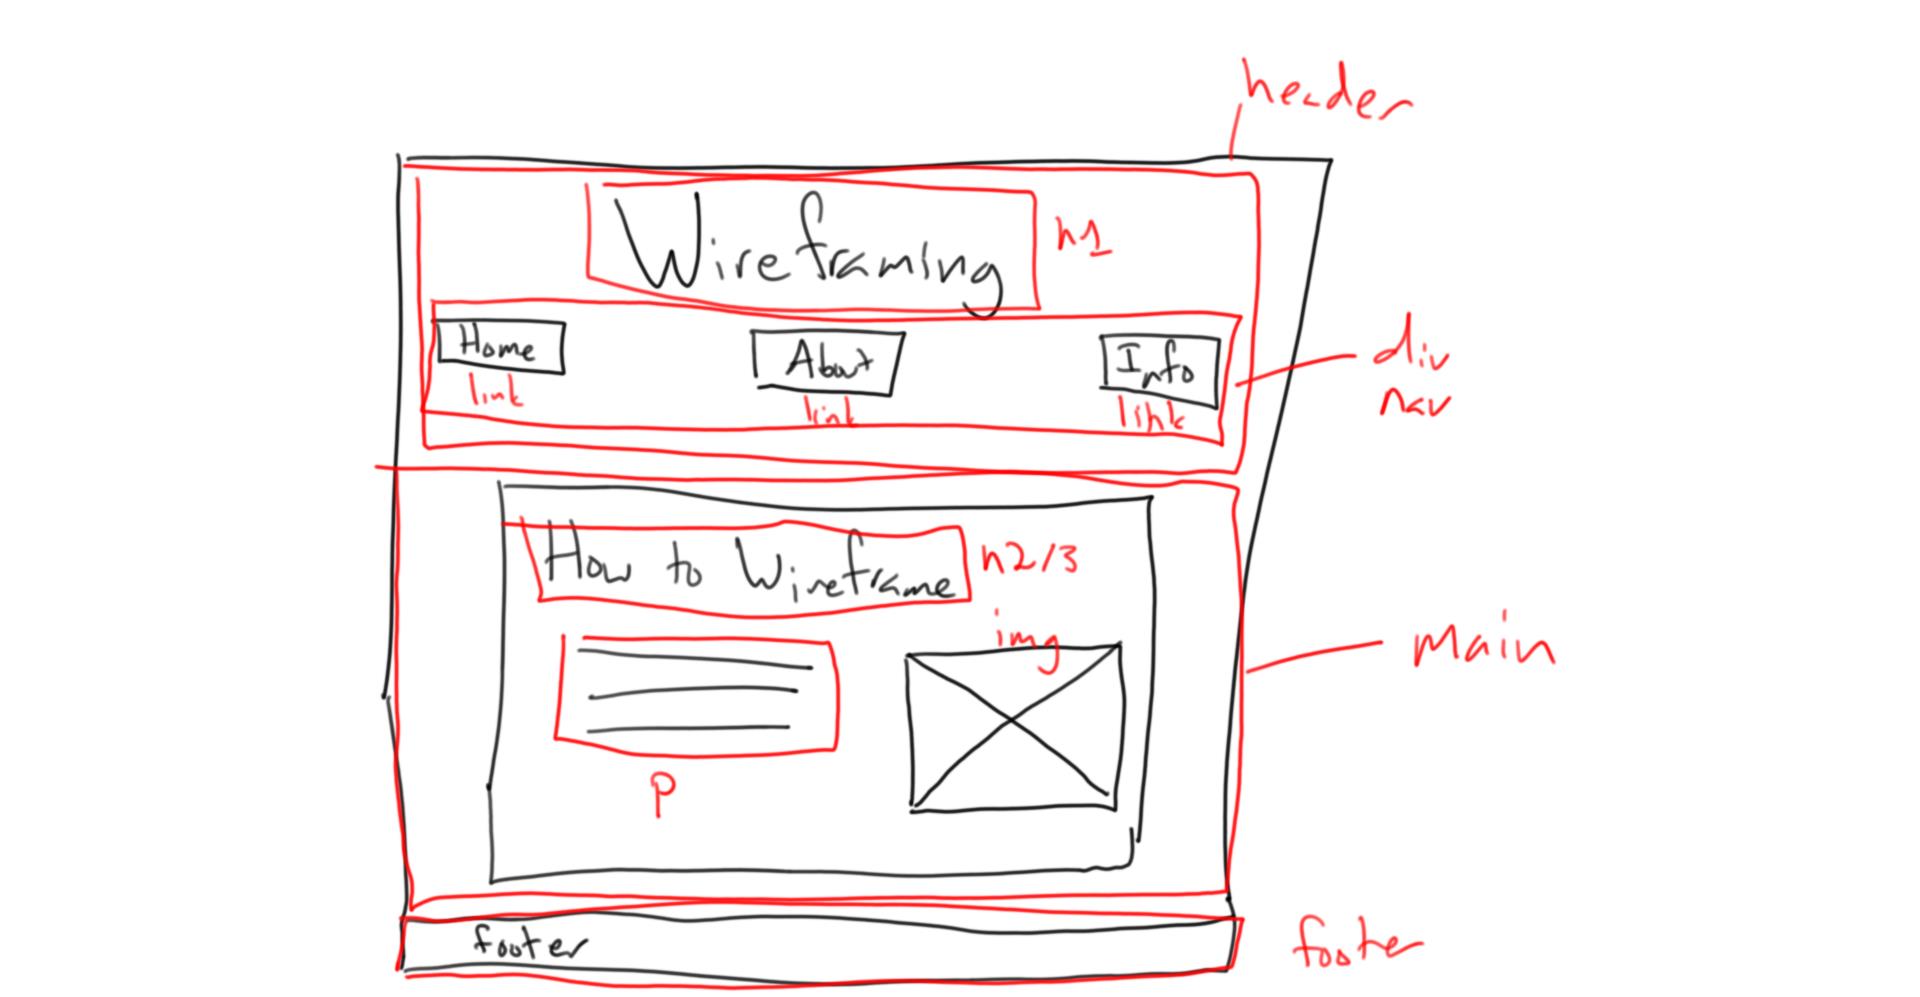 header
Wireframing
h1
Home
About
Info
link
link
link
div
nav
How to Wireframe
h2/3
img
main
p
footer
footer